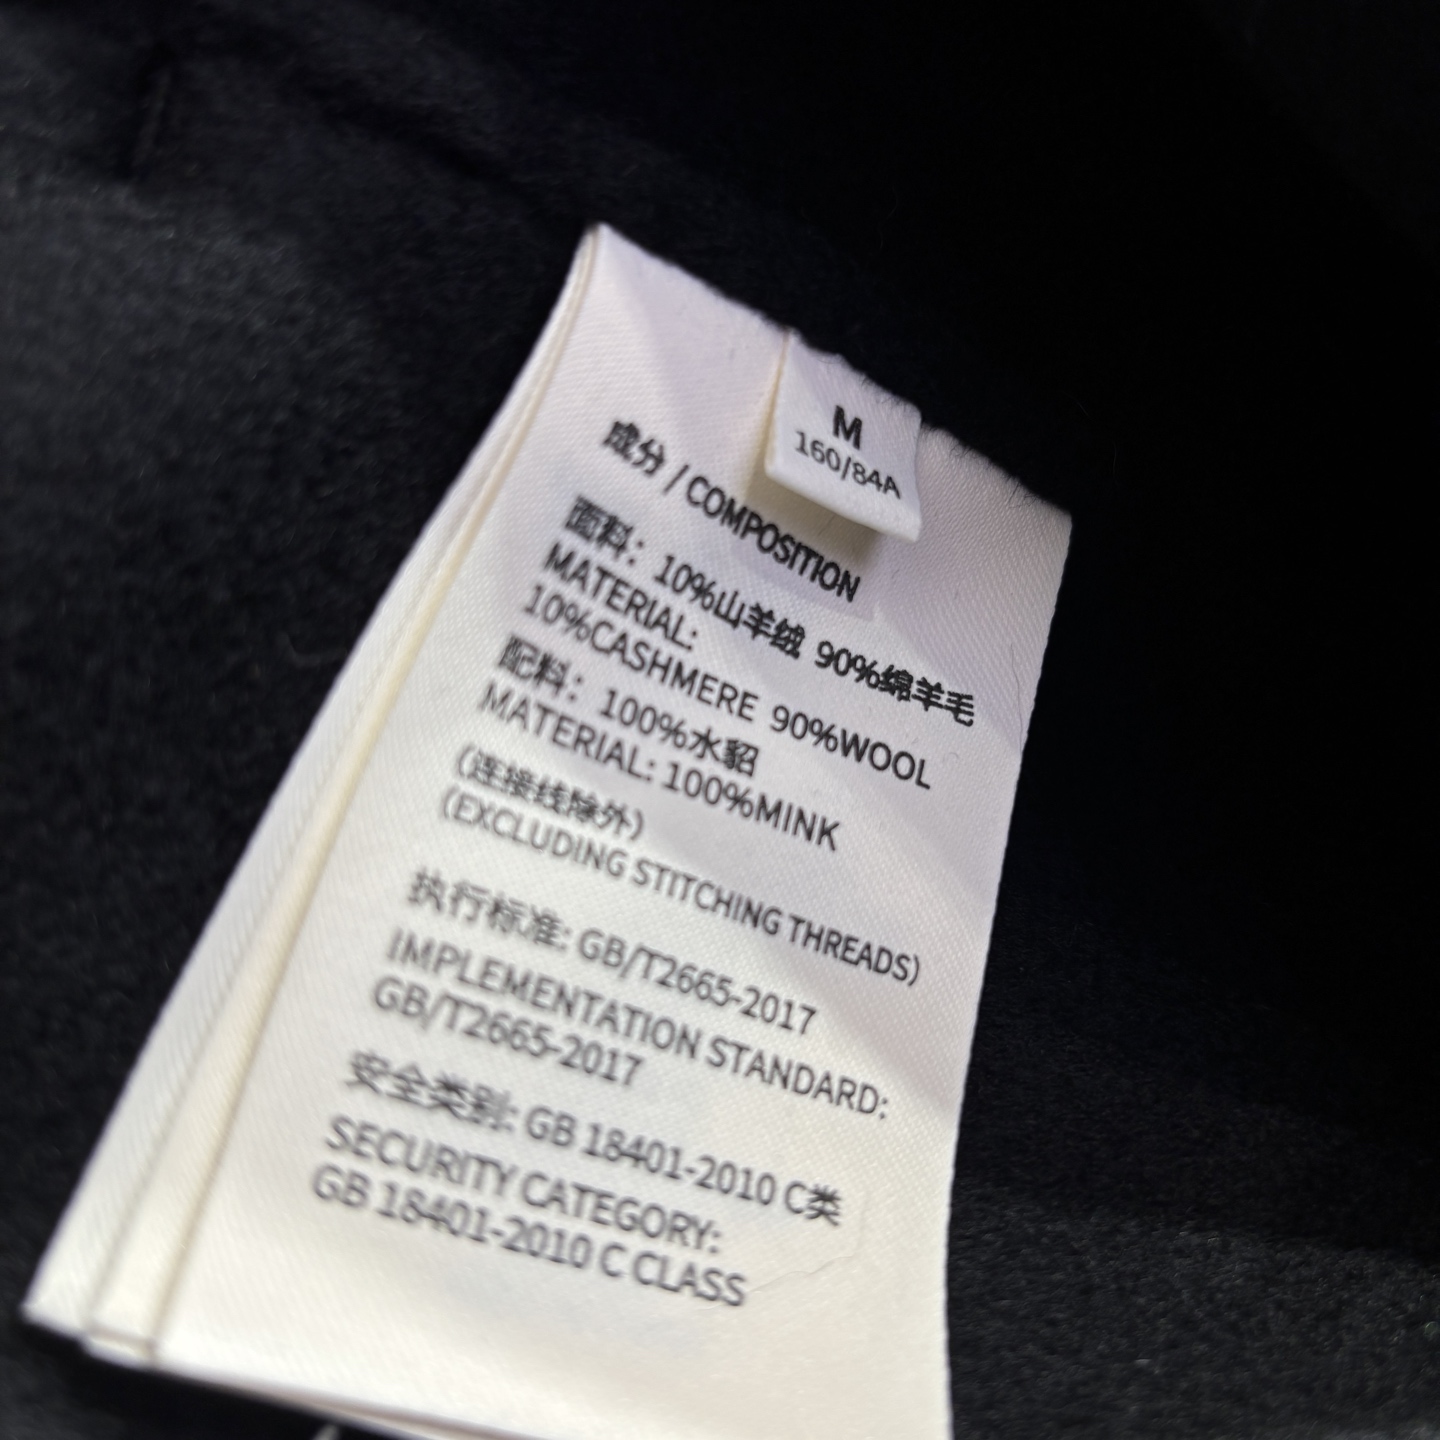 M
160/84A
成分 / COMPOSITION
面料：10%山羊绒 90%绵羊毛
MATERIAL:
10%CASHMERE 90%WOOL
配料：100%水貂
MATERIAL: 100%MINK
(连接线除外)
(EXCLUDING STITCHING THREADS)
执行标准: GB/T2665-2017
IMPLEMENTATION STANDARD:
GB/T2665-2017
安全类别: GB 18401-2010 C类
SECURITY CATEGORY:
GB 18401-2010 C CLASS